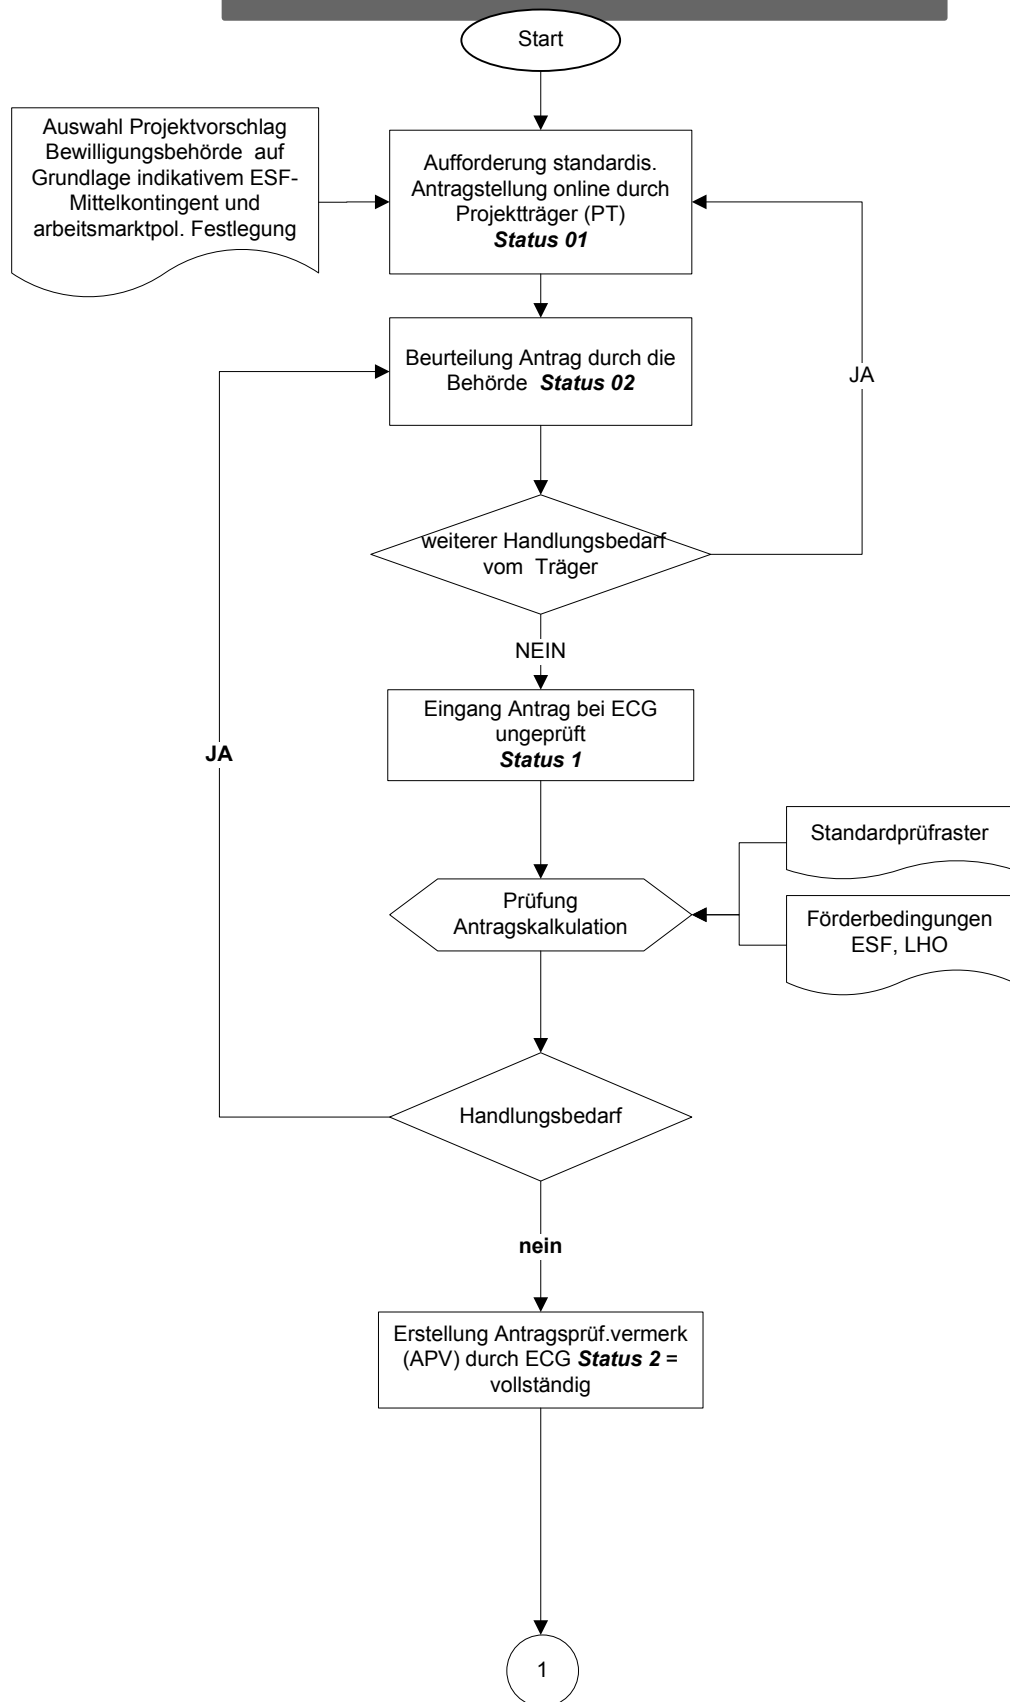 Start
Auswahl Projektvorschlag
Bewilligungsbehörde auf
Grundlage indikativem ESF-
Mittelkontingent und
arbeitsmarktpol. Festlegung
Aufforderung standardis.
Antragstellung online durch
Projektträger (PT)
Status 01
Beurteilung Antrag durch die
Behörde Status 02
JA
weiterer Handlungsbedarf
vom Träger
NEIN
Eingang Antrag bei ECG
ungeprüft
Status 1
JA
Standardprüfraster
Prüfung
Antragskalkulation
Förderbedingungen
ESF, LHO
Handlungsbedarf
nein
Erstellung Antragsprüf.vermerk
(APV) durch ECG Status 2 =
vollständig
1